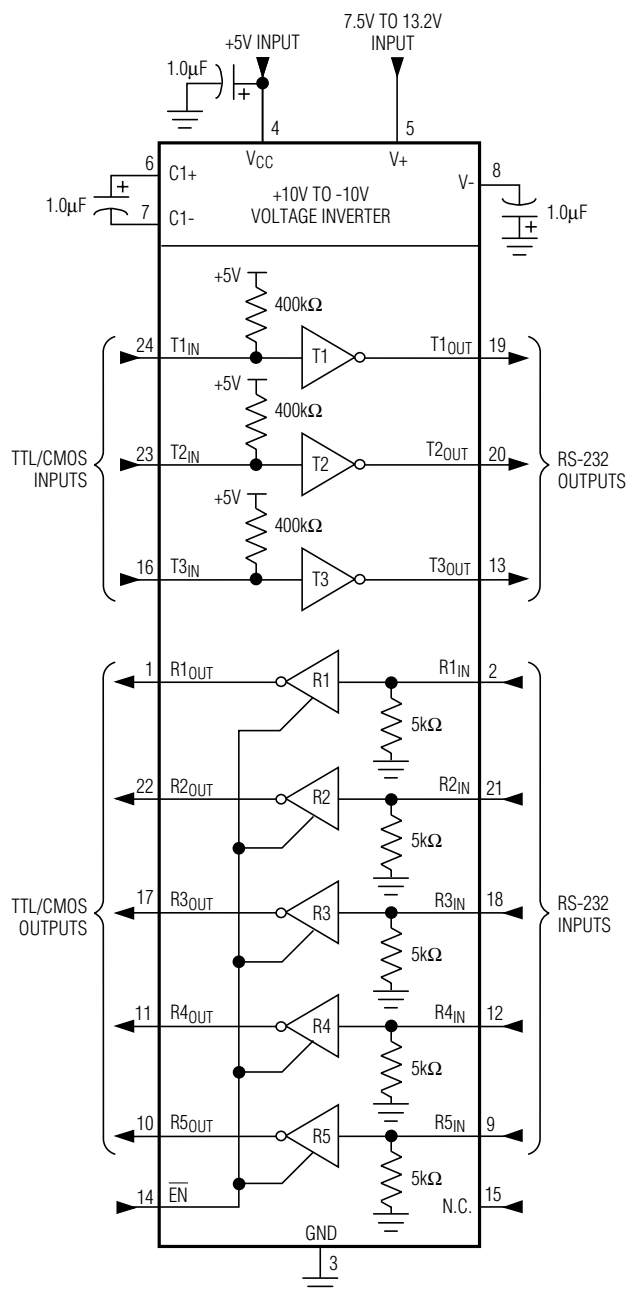 7.5V TO 13.2V
INPUT
+5V INPUT
1.0µF
+
4
5
6
C1+
VCC
V+
V-
8
+
1.0µF
7
C1-
+10V TO -10V
VOLTAGE INVERTER
1.0µF
+
+5V
400kΩ
24
T1IN
T1
T1OUT
19
+5V
400kΩ
TTL/CMOS
INPUTS
23
T2IN
T2
T2OUT
20
RS-232
OUTPUTS
+5V
400kΩ
16
T3IN
T3
T3OUT
13
1
R1OUT
R1
R1IN
2
5kΩ
22
R2OUT
R2
R2IN
21
5kΩ
TTL/CMOS
OUTPUTS
17
R3OUT
R3
R3IN
18
RS-232
INPUTS
5kΩ
11
R4OUT
R4
R4IN
12
5kΩ
10
R5OUT
R5
R5IN
9
5kΩ
14
E̅N̅
N.C.
15
GND
3